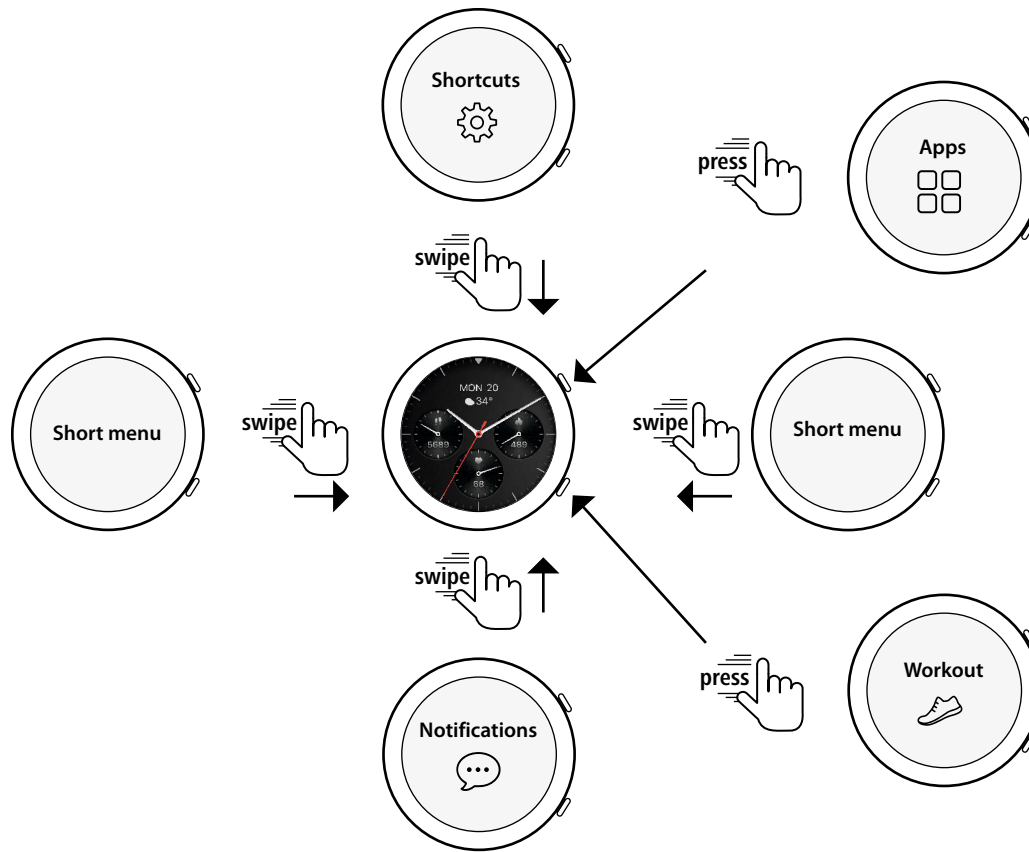 Shortcuts
Apps
press
swipe
MON 20
34°
5689
489
68
Short menu
swipe
swipe
Short menu
swipe
Notifications
press
Workout